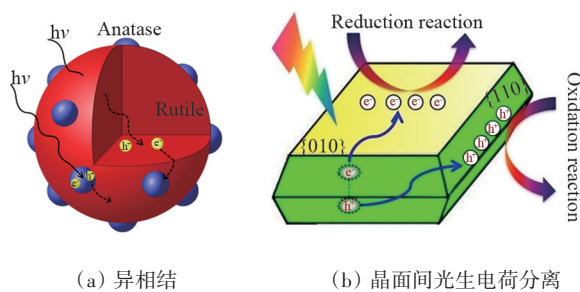 Anatase
hν
hν
Rutile
h⁺
e⁻
e⁻
h⁺
(a) 异相结
Reduction reaction
e⁻ e⁻ e⁻ e⁻
{010}
{110}
h⁺ h⁺ h⁺ h⁺
e⁻
h⁺
Oxidation reaction
(b) 晶面间光生电荷分离